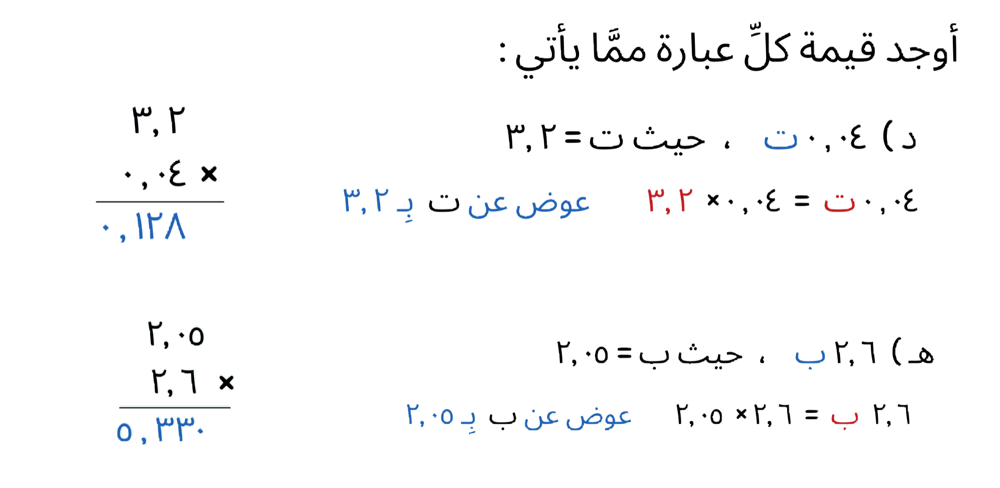 أوجد قيمة كلِّ عبارة ممَّا يأتي :
د ) ٠,٠٤ ت ، حيث ت = ٣,٢
٠,٠٤ ت = ٠,٠٤ × ٣,٢ عوض عن ت بِـ ٣,٢
٣,٢
× ٠,٠٤
٠,١٢٨
هـ ) ٢,٦ ب ، حيث ب = ٢,٠٥
٢,٦ ب = ٢,٦ × ٢,٠٥ عوض عن ب بِـ ٢,٠٥
٢,٠٥
× ٢,٦
٥,٣٣٠